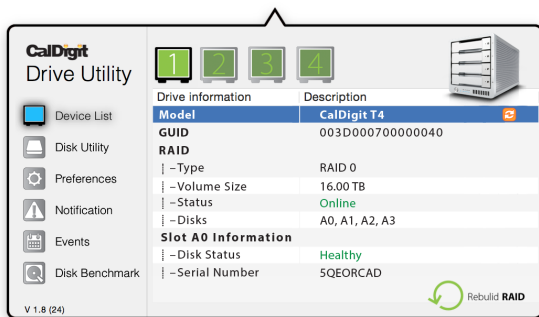 CalDigit
Drive Utility
1 2 3 4
Device List
Disk Utility
Preferences
Notification
Events
Disk Benchmark
V 1.8 (24)
Drive information Description
Model CalDigit T4
GUID 003D000700000040
RAID
–Type RAID 0
–Volume Size 16.00 TB
–Status Online
–Disks A0, A1, A2, A3
Slot A0 Information
–Disk Status Healthy
–Serial Number 5QEORCAD
Rebulid RAID